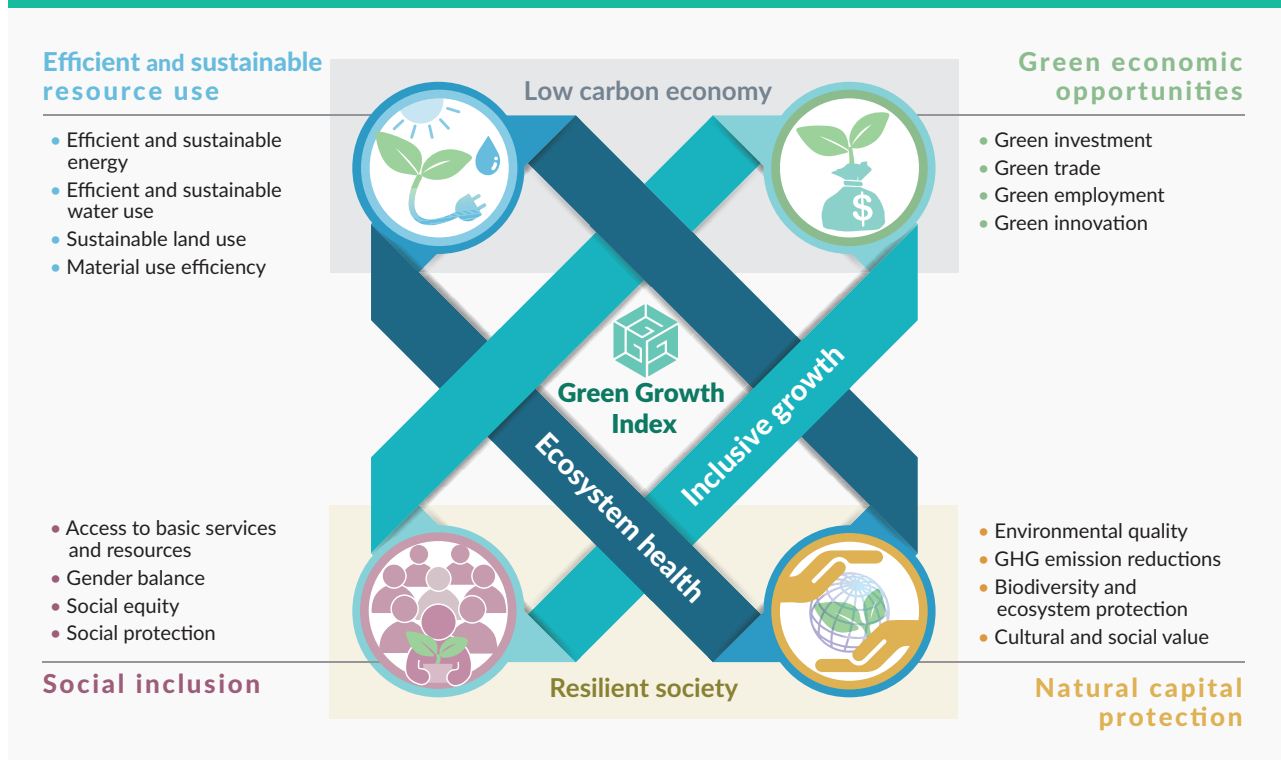 Efficient and sustainable
resource use
• Efficient and sustainable
energy
• Efficient and sustainable
water use
• Sustainable land use
• Material use efficiency
Low carbon economy
Green economic
opportunities
• Green investment
• Green trade
• Green employment
• Green innovation
$
GGGI
Green Growth
Index
Ecosystem health
Inclusive growth
• Access to basic services
and resources
• Gender balance
• Social equity
• Social protection
Social inclusion
Resilient society
• Environmental quality
• GHG emission reductions
• Biodiversity and
ecosystem protection
• Cultural and social value
Natural capital
protection